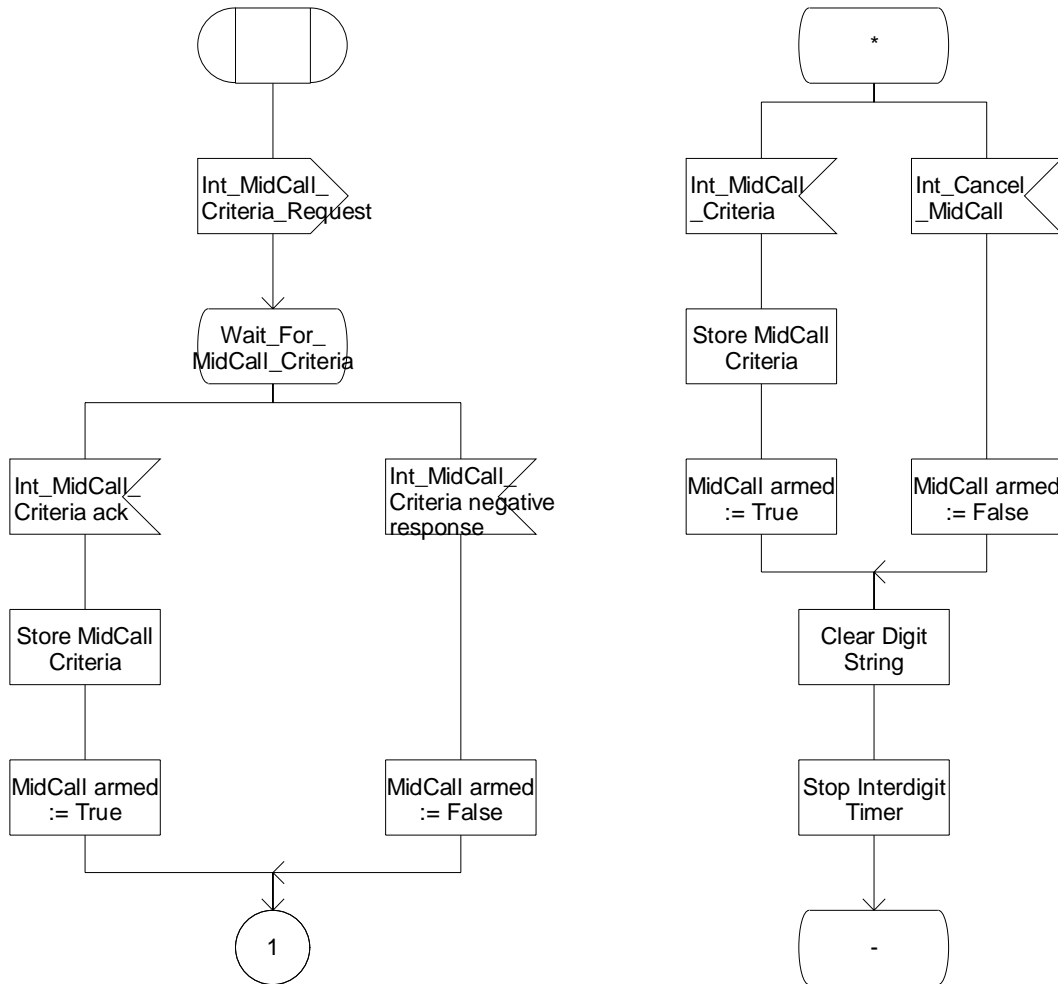 Int_MidCall_
Criteria_Request
Wait_For_
MidCall_Criteria
Int_MidCall_
Criteria ack
Int_MidCall_
Criteria negative
response
Store MidCall
Criteria
MidCall armed
:= True
MidCall armed
:= False
1
*
Int_MidCall
_Criteria
Int_Cancel
_MidCall
Store MidCall
Criteria
MidCall armed
:= True
MidCall armed
:= False
Clear Digit
String
Stop Interdigit
Timer
-